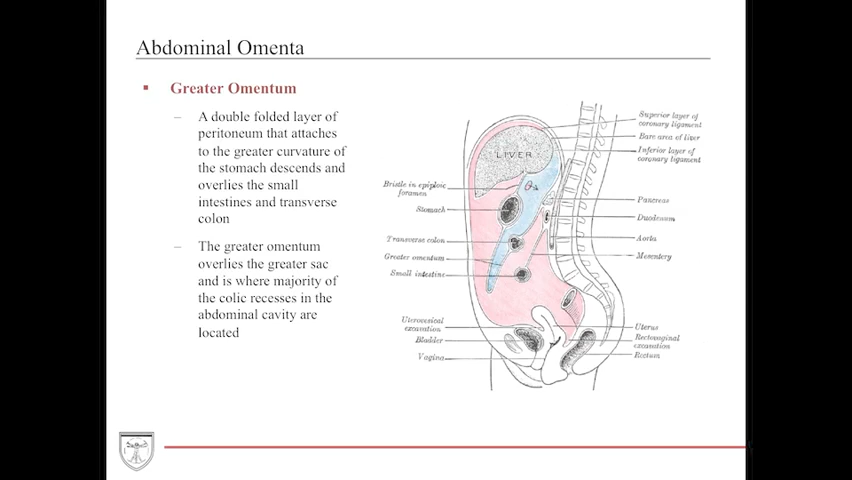 Abdominal Omenta
▪ Greater Omentum
– A double folded layer of
peritoneum that attaches
to the greater curvature of
the stomach descends and
overlies the small
intestines and transverse
colon
– The greater omentum
overlies the greater sac
and is where majority of
the colic recesses in the
abdominal cavity are
located
Superior layer of
coronary ligament
Bare area of liver
Inferior layer of
coronary ligament
LIVER
Bristle in epiploic
foramen
Stomach
Pancreas
Duodenum
Transverse colon
Aorta
Greater omentum
Mesentery
Small intestine
Uterovesical
excavation
Bladder
Vagina
Uterus
Rectovaginal
excavation
Rectum